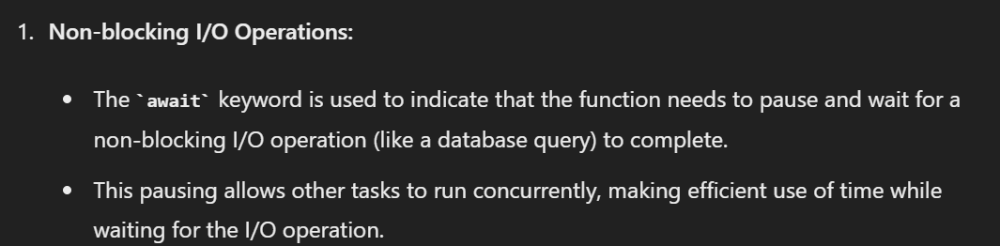 1. Non-blocking I/O Operations:
• The `await` keyword is used to indicate that the function needs to pause and wait for a
non-blocking I/O operation (like a database query) to complete.
• This pausing allows other tasks to run concurrently, making efficient use of time while
waiting for the I/O operation.